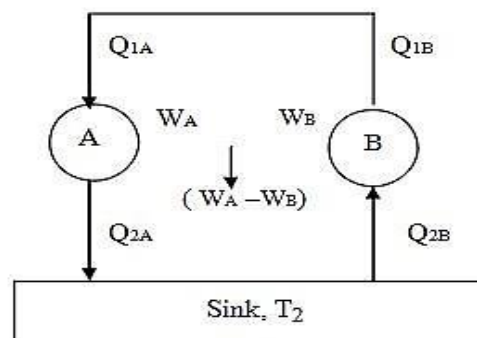 Q1A Q1B
WA WB
A B
( WA –WB)
Q2A Q2B
Sink, T2